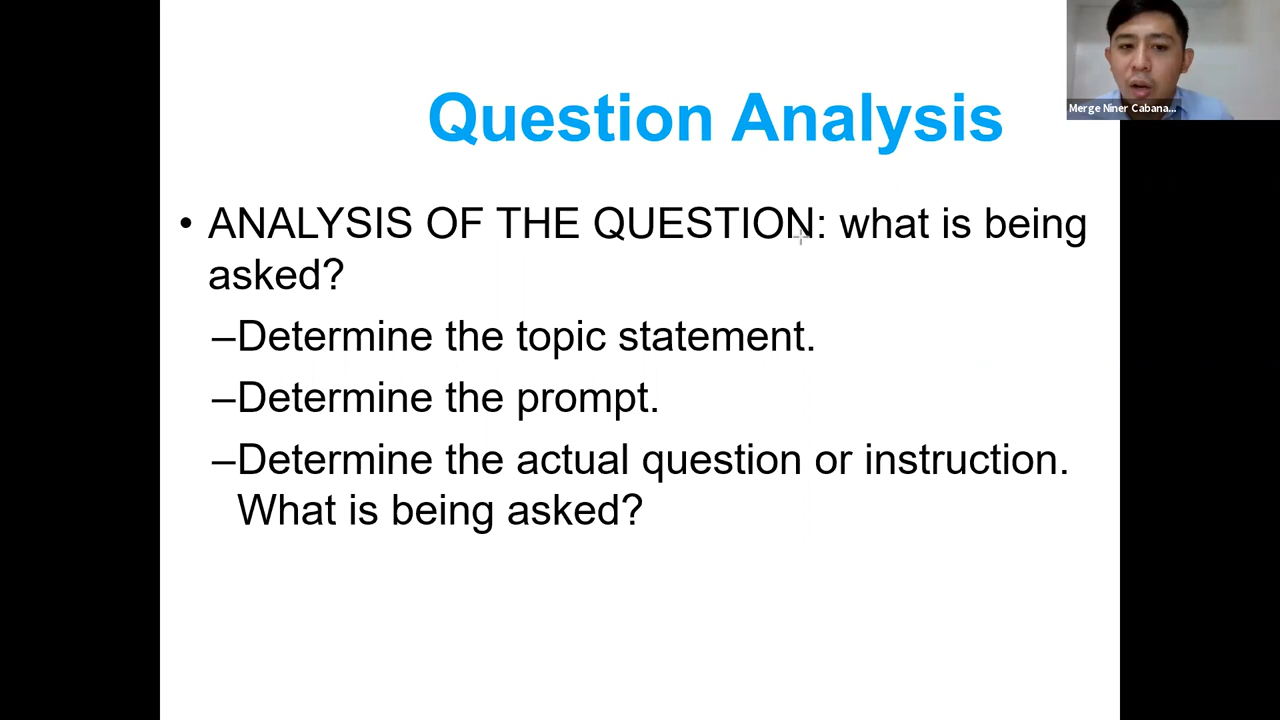 Question Analysis
Merge Niner Cabana...
• ANALYSIS OF THE QUESTION: what is being
asked?
–Determine the topic statement.
–Determine the prompt.
–Determine the actual question or instruction.
What is being asked?